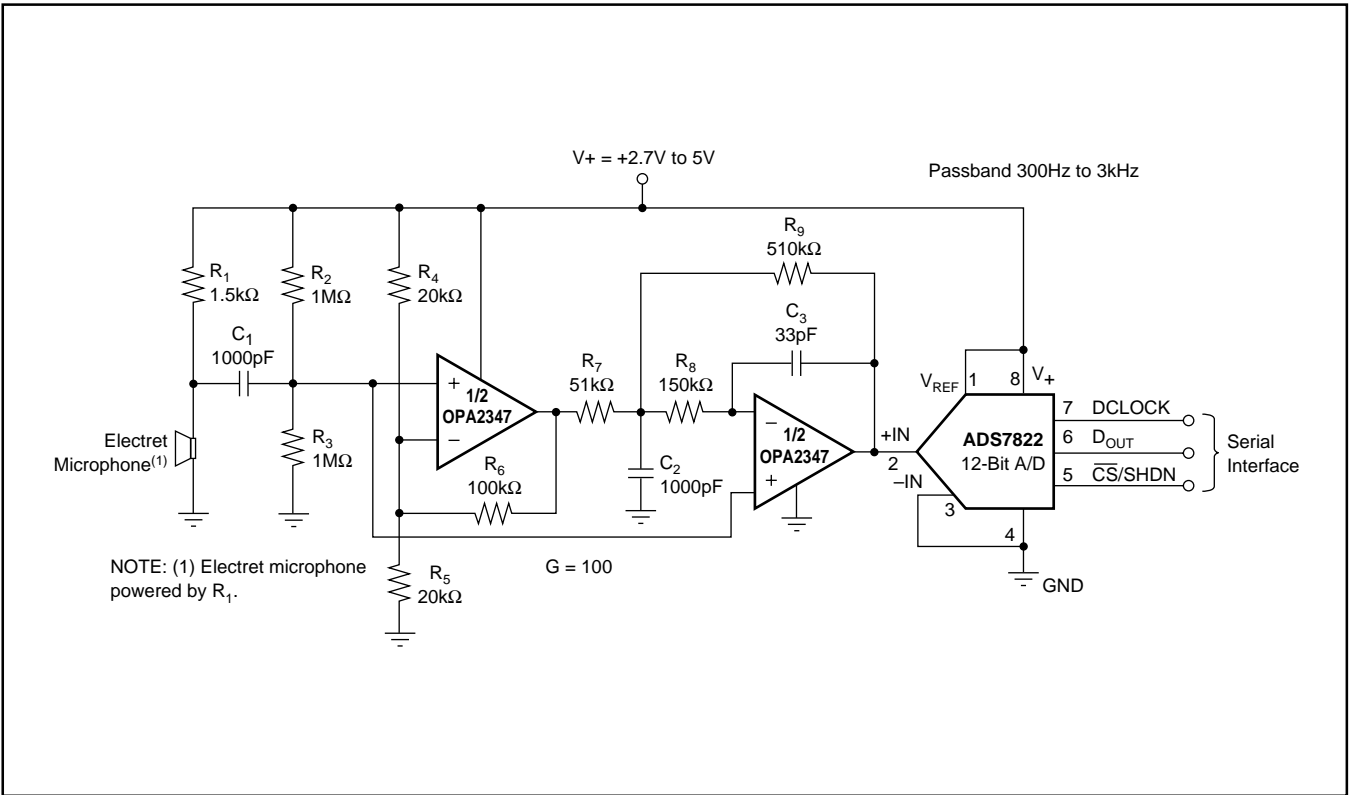 V+ = +2.7V to 5V
Passband 300Hz to 3kHz
R9
510kΩ
R1
1.5kΩ
R2
1MΩ
R4
20kΩ
C3
33pF
C1
1000pF
R7
51kΩ
R8
150kΩ
VREF 1 8 V+
+
1/2
OPA2347
−
−
1/2
OPA2347
+
7 DCLOCK
6 DOUT
5 C̅S̅/SHDN
Serial
Interface
+IN
2
−IN
3
ADS7822
12-Bit A/D
4
GND
Electret
Microphone(1)
R3
1MΩ
R6
100kΩ
C2
1000pF
NOTE: (1) Electret microphone
powered by R1.
R5
20kΩ
G = 100